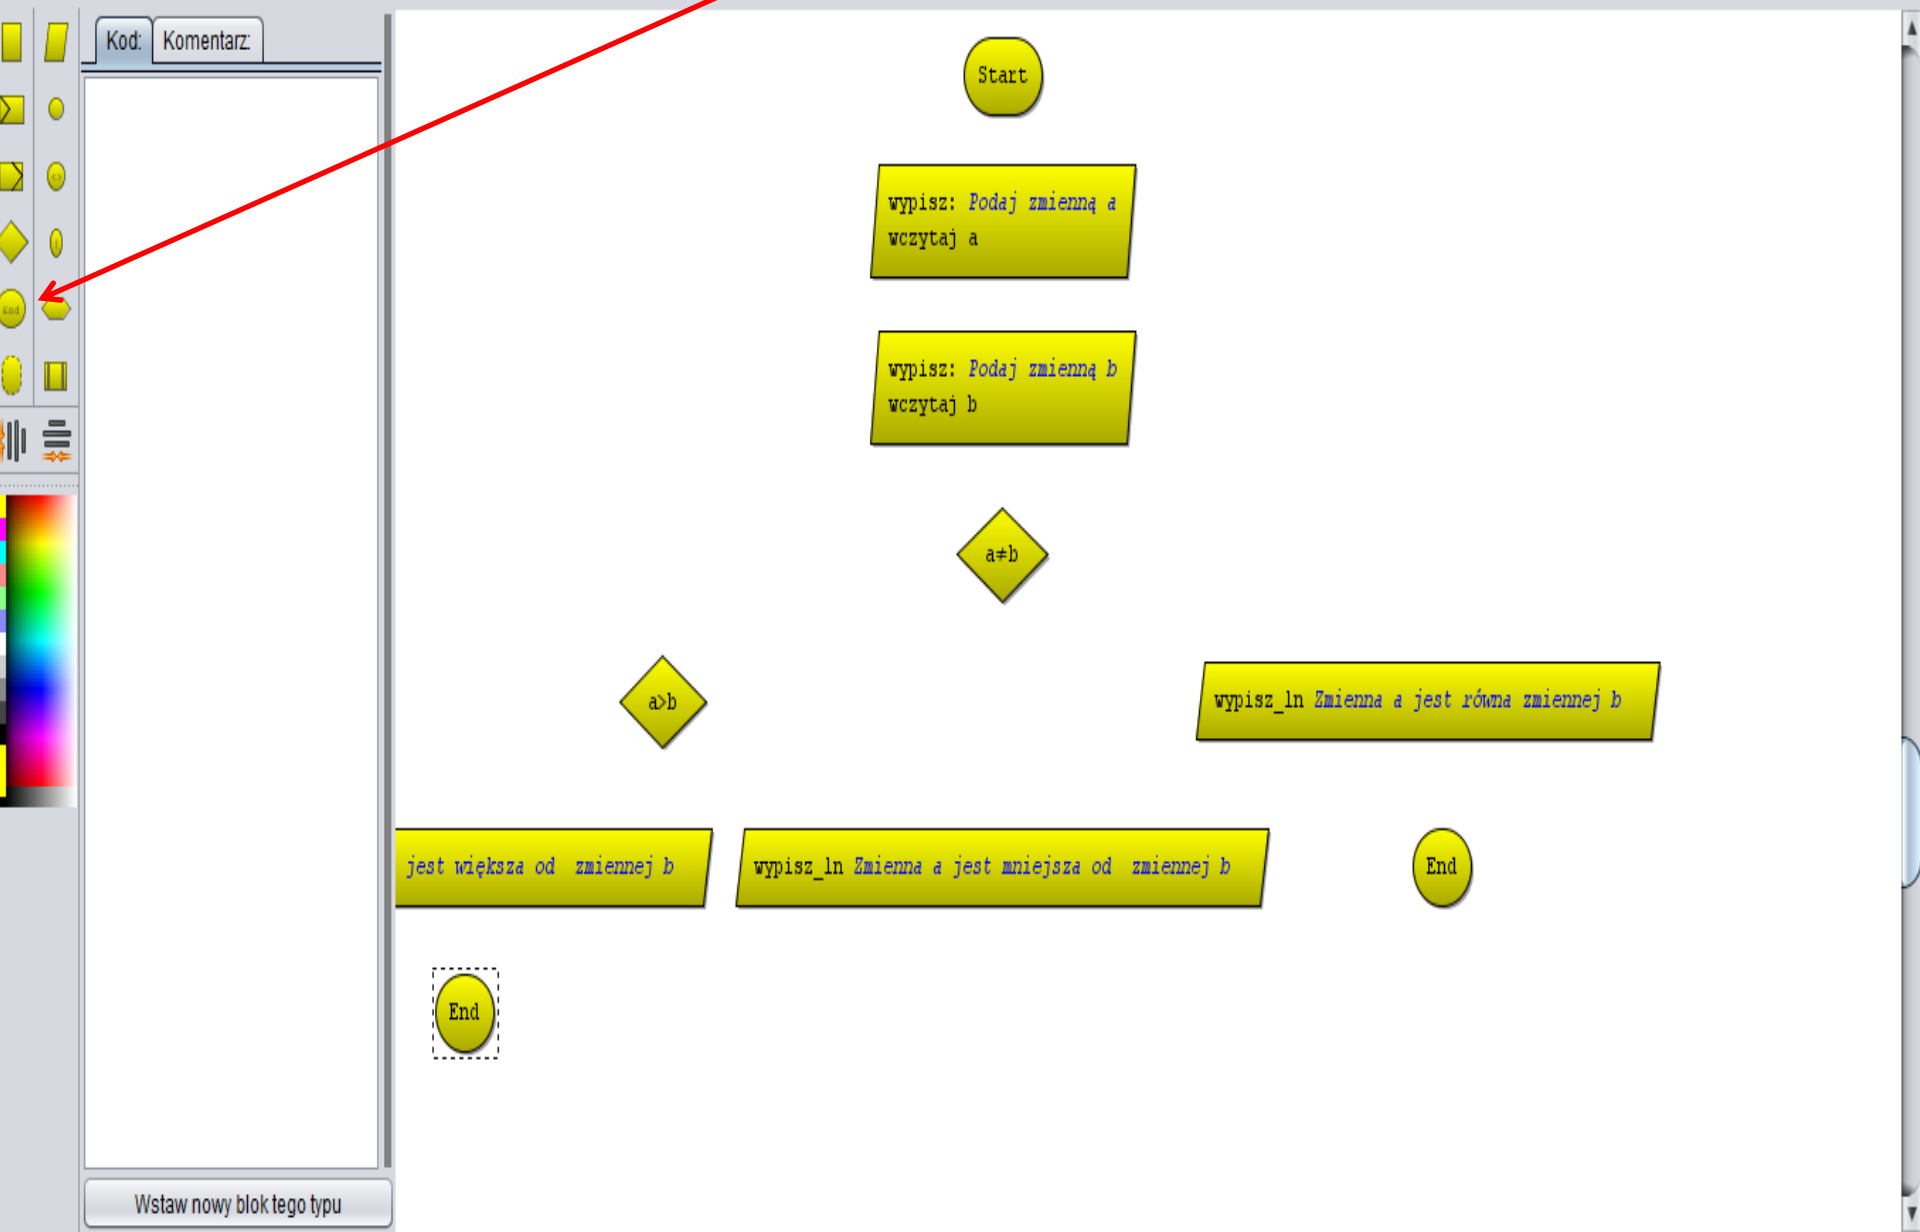 Kod: Komentarz:
Start
wypisz: Podaj zmienną a
wczytaj a
wypisz: Podaj zmienną b
wczytaj b
a≠b
a>b
wypisz_ln Zmienna a jest równa zmiennej b
jest większa od zmiennej b
wypisz_ln Zmienna a jest mniejsza od zmiennej b
End
End
End
Wstaw nowy blok tego typu